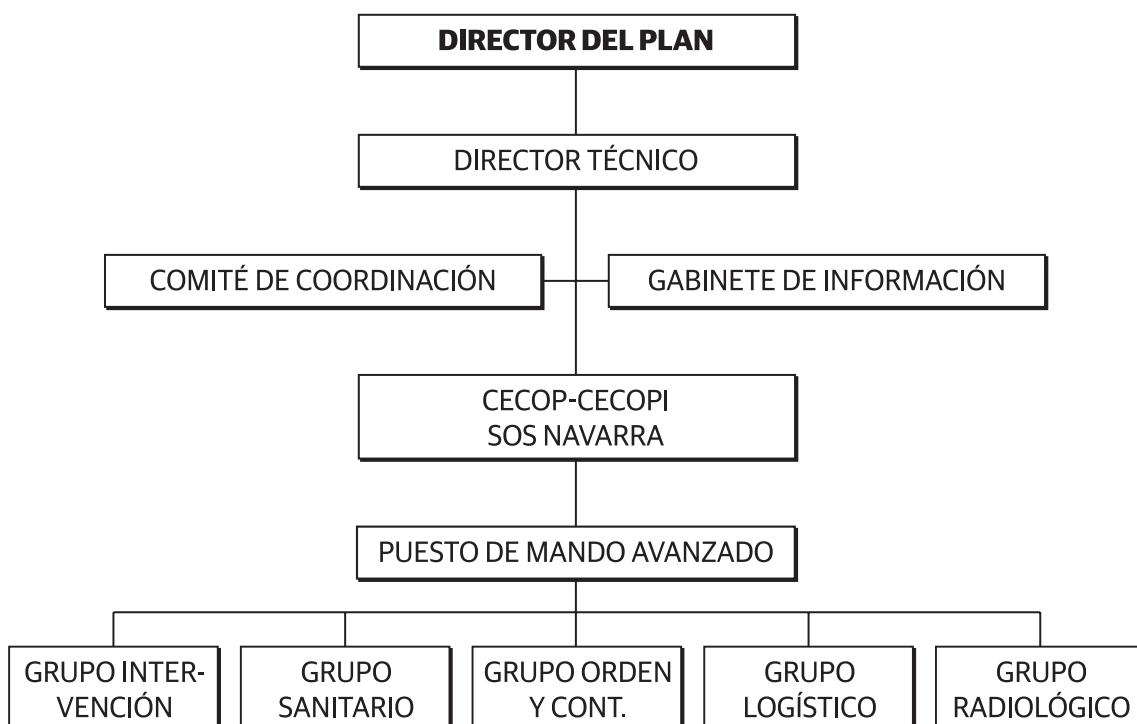 DIRECTOR DEL PLAN
DIRECTOR TÉCNICO
COMITÉ DE COORDINACIÓN
GABINETE DE INFORMACIÓN
CECOP-CECOPI
SOS NAVARRA
PUESTO DE MANDO AVANZADO
GRUPO INTER-
VENCIÓN
GRUPO
SANITARIO
GRUPO ORDEN
Y CONT.
GRUPO
LOGÍSTICO
GRUPO
RADIOLÓGICO